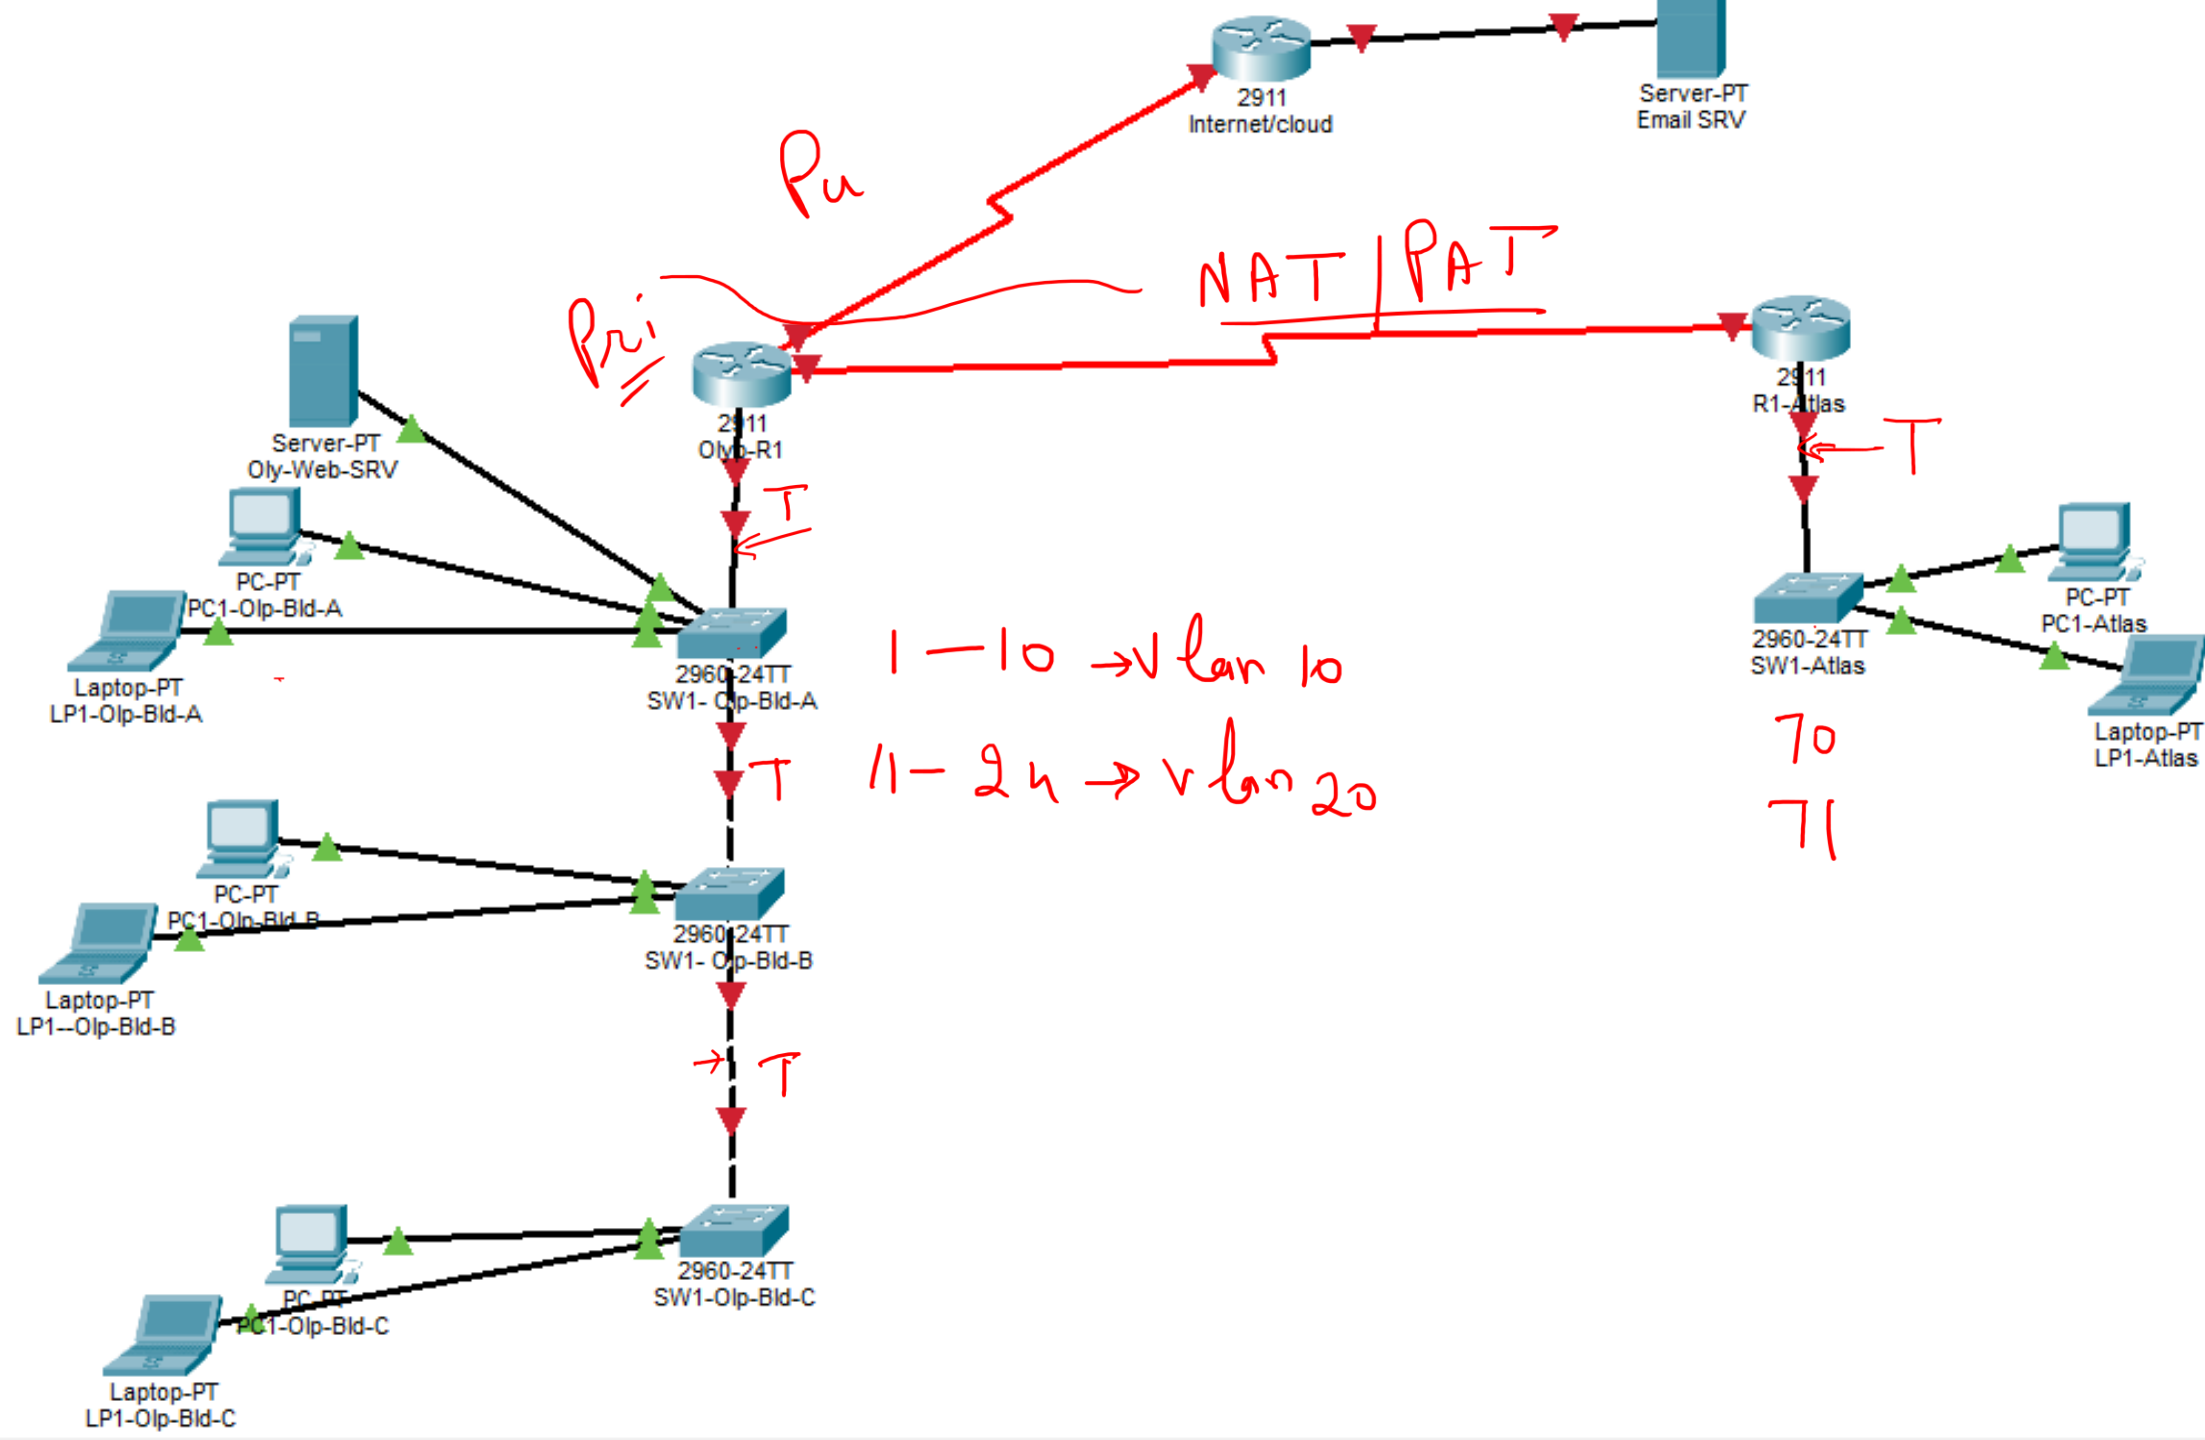 2911
Internet/cloud
Server-PT
Email SRV
Pu
NAT | PAT
Pri
2911
Olyp-R1
2911
R1-Atlas
T
T
Server-PT
Oly-Web-SRV
PC-PT
PC1-Olp-Bld-A
Laptop-PT
LP1-Olp-Bld-A
2960-24TT
SW1- Olp-Bld-A
1-10 → Vlan 10
11-24 → Vlan 20
T
PC-PT
PC1-Atlas
2960-24TT
SW1-Atlas
Laptop-PT
LP1-Atlas
70
71
PC-PT
PC1-Olp-Bld-B
Laptop-PT
LP1--Olp-Bld-B
2960-24TT
SW1- Olp-Bld-B
T
PC-PT
PC1-Olp-Bld-C
Laptop-PT
LP1-Olp-Bld-C
2960-24TT
SW1-Olp-Bld-C